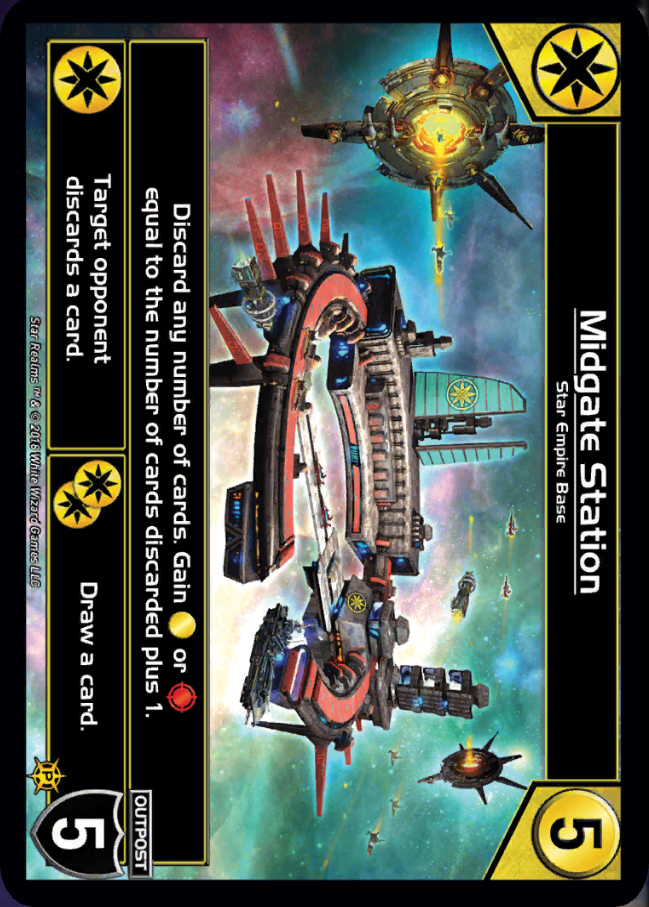 Midgate Station
Star Empire Base
5
Discard any number of cards. Gain or
equal to the number of cards discarded plus 1.
OUTPOST
Target opponent
discards a card.
Draw a card.
5
P
Star Realms ™ & © 2018 White Wizard Games LLC